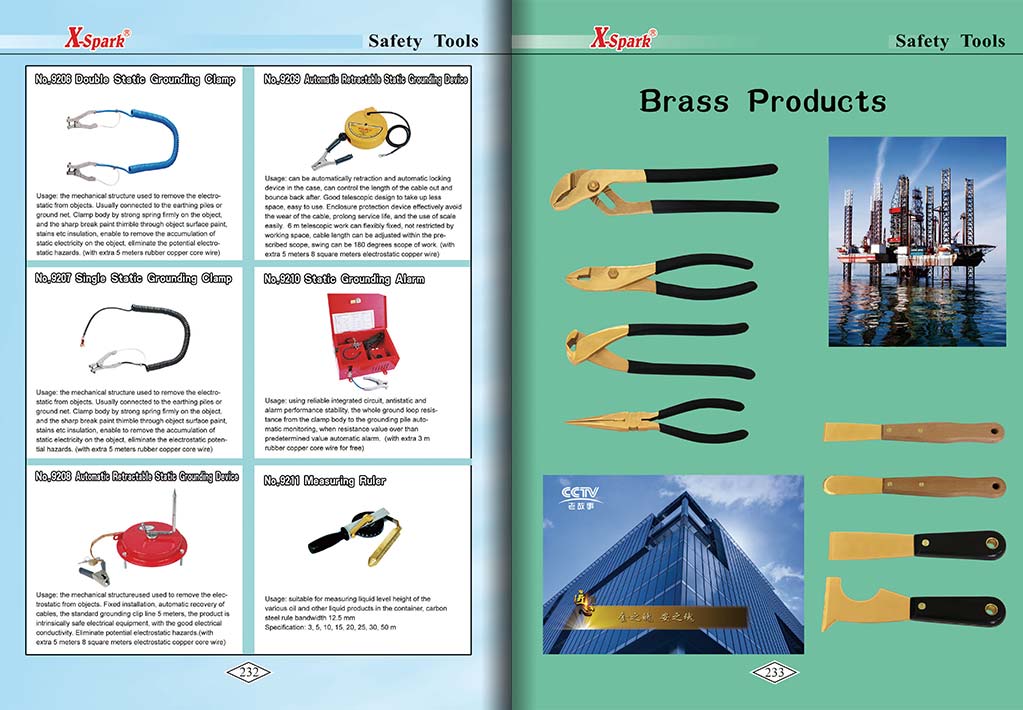 X-Spark®
Safety Tools
No.9206 Double Static Grounding Clamp
Usage: the mechanical structure used to remove the electro-
static from objects. Usually connected to the earthing piles or
ground net. Clamp body by strong spring firmly on the object,
and the sharp break paint thimble through object surface paint,
stains etc insulation, enable to remove the accumulation of
static electricity on the object, eliminate the potential electro-
static hazards. (with extra 5 meters rubber copper core wire)
No.9209 Automatic Retractable Static Grounding Device
Usage: can be automatically retraction and automatic locking
device in the case, can control the length of the cable out and
bounce back after. Good telescopic design to take up less
space, easy to use. Enclosure protection device effectively avoid
the wear of the cable, prolong service life, and the use of scale
easily. 6 m telescopic work can flexibly fixed, not restricted by
working space, cable length can be adjusted within the pre-
scribed scope, swing can be 180 degrees scope of work. (with
extra 5 meters 8 square meters electrostatic copper core wire)
No.9207 Single Static Grounding Clamp
Usage: the mechanical structure used to remove the electro-
static from objects. Usually connected to the earthing piles or
ground net. Clamp body by strong spring firmly on the object,
and the sharp break paint thimble through object surface paint,
stains etc insulation, enable to remove the accumulation of
static electricity on the object, eliminate the electrostatic poten-
tial hazards. (with extra 5 meters rubber copper core wire)
No.9210 Static Grounding Alarm
Usage: using reliable integrated circuit, antistatic and
alarm performance stability, the whole ground loop resis-
tance from the clamp body to the grounding pile auto-
matic monitoring, when resistance value over than
predetermined value automatic alarm. (with extra 3 m
rubber copper core wire for free)
No.9208 Automatic Retractable Static Grounding Device
Usage: the mechanical structureused used to remove the elec-
trostatic from objects. Fixed installation, automatic recovery of
cables, the standard grounding clip line 5 meters, the product is
intrinsically safe electrical equipment, with the good electrical
conductivity. Eliminate potential electrostatic hazards.(with
extra 5 meters 8 square meters electrostatic copper core wire)
No.9211 Measuring Ruler
Usage: suitable for measuring liquid level height of the
various oil and other liquid products in the container, carbon
steel rule bandwidth 12.5 mm
Specification: 3, 5, 10, 15, 20, 25, 30, 50 m
232
X-Spark®
Safety Tools
Brass Products
CCTV
老故事
匠
233